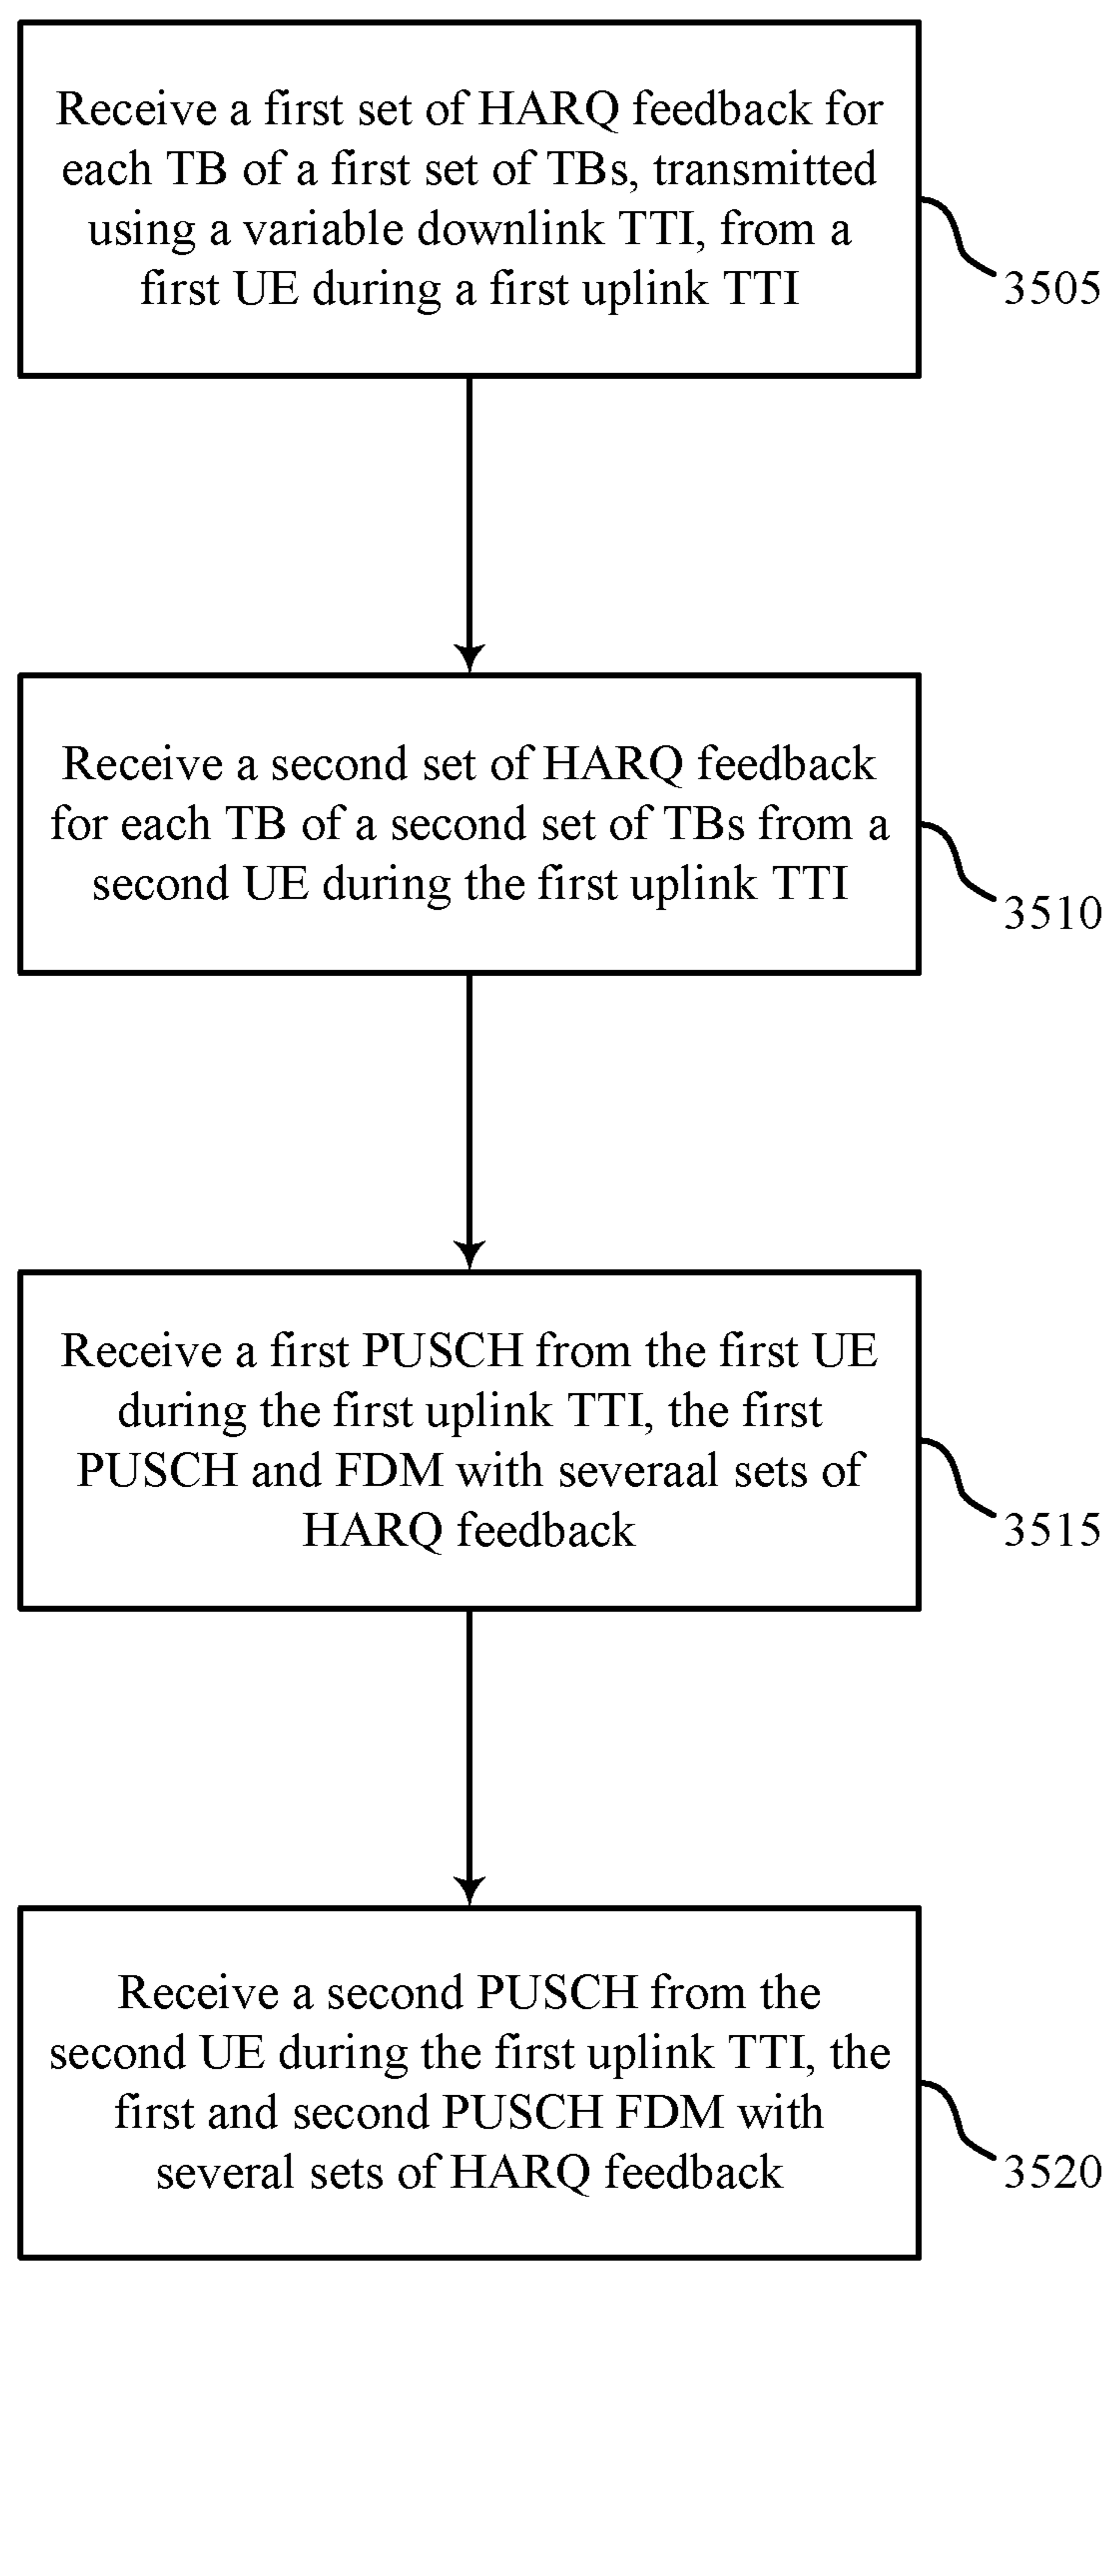 Receive a first set of HARQ feedback for
each TB of a first set of TBs, transmitted
using a variable downlink TTI, from a
first UE during a first uplink TTI
3505
Receive a second set of HARQ feedback
for each TB of a second set of TBs from a
second UE during the first uplink TTI
3510
Receive a first PUSCH from the first UE
during the first uplink TTI, the first
PUSCH and FDM with severaal sets of
HARQ feedback
3515
Receive a second PUSCH from the
second UE during the first uplink TTI, the
first and second PUSCH FDM with
several sets of HARQ feedback
3520